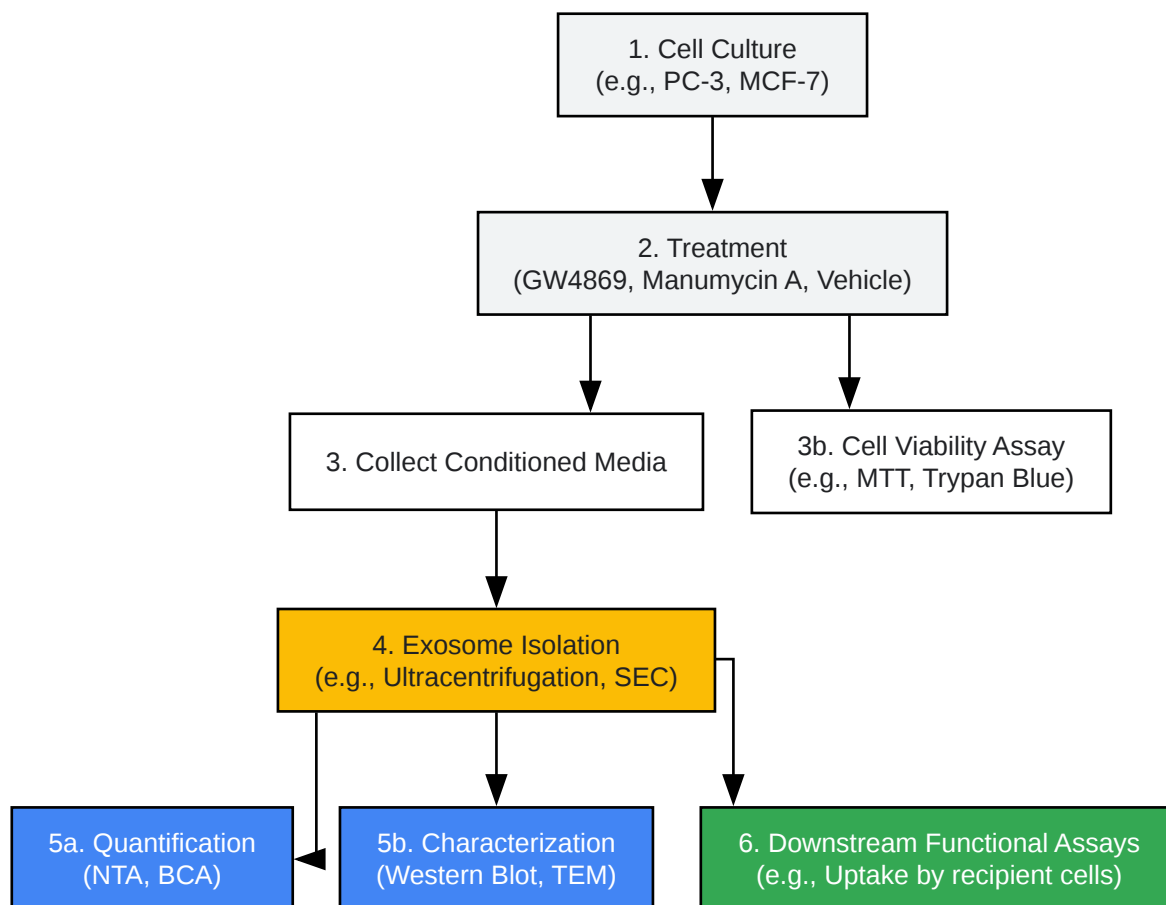 1. Cell Culture
(e.g., PC-3, MCF-7)
2. Treatment
(GW4869, Manumycin A, Vehicle)
3. Collect Conditioned Media
3b. Cell Viability Assay
(e.g., MTT, Trypan Blue)
4. Exosome Isolation
(e.g., Ultracentrifugation, SEC)
5a. Quantification
(NTA, BCA)
5b. Characterization
(Western Blot, TEM)
6. Downstream Functional Assays
(e.g., Uptake by recipient cells)